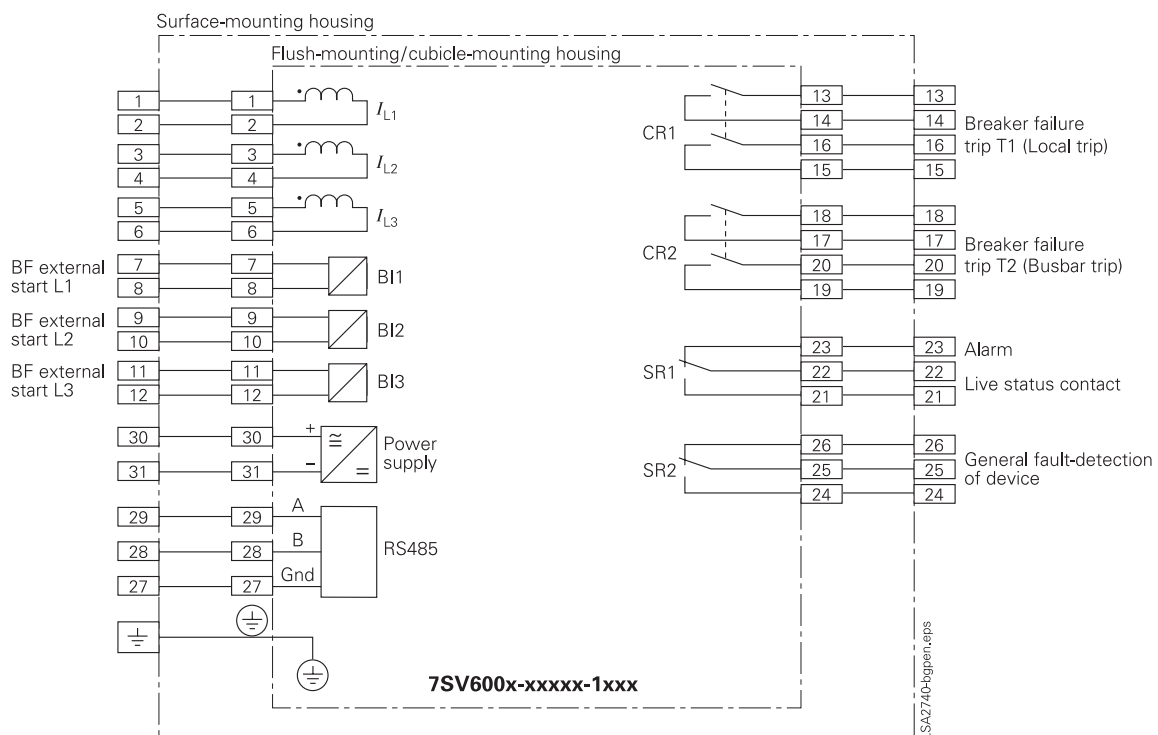 Surface-mounting housing
Flush-mounting/cubicle-mounting housing
1 1 I L1
2 2
3 3 I L2
4 4
5 5 I L3
6 6
BF external start L1
7 7 BI1
8 8
BF external start L2
9 9 BI2
10 10
BF external start L3
11 11 BI3
12 12
30 30 + ≅
31 31 − =
Power supply
29 29 A
28 28 B RS485
27 27 Gnd
CR1
13 13
14 14
16 16
15 15
Breaker failure
trip T1 (Local trip)
CR2
18 18
17 17
20 20
19 19
Breaker failure
trip T2 (Busbar trip)
SR1
23 23 Alarm
22 22
21 21
Live status contact
SR2
26 26
25 25
24 24
General fault-detection
of device
7SV600x-xxxxx-1xxx
LSA2740-bgpen.eps